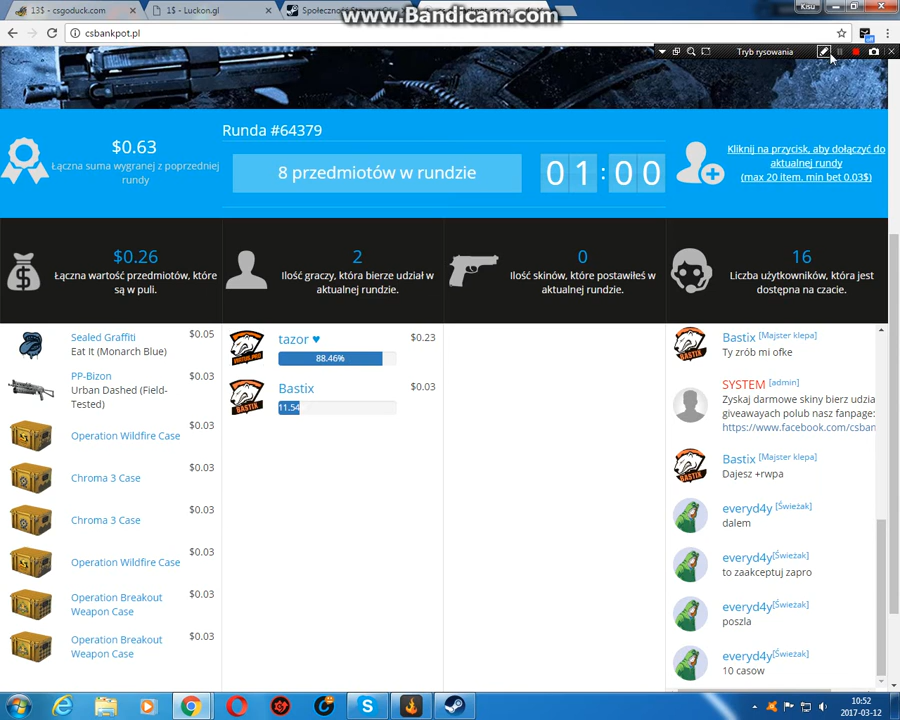 13$ - csgoduck.com
1$ - Luckon.gl
Społeczność
www.Bandicam.com
Kisu
csbankpot.pl
Tryb rysowania
$0.63
Łączna suma wygranej z poprzedniej
rundy
Runda #64379
8 przedmiotów w rundzie
01:00
Kliknij na przycisk, aby dołączyć do
aktualnej rundy
(max 20 item, min bet 0.03$)
$0.26
Łączna wartość przedmiotów, które
są w puli.
2
Ilość graczy, która bierze udział w
aktualnej rundzie.
0
Ilość skinów, które postawiłeś w
aktualnej rundzie.
16
Liczba użytkowników, która jest
dostępna na czacie.
Sealed Graffiti $0.05
Eat It (Monarch Blue)
PP-Bizon $0.03
Urban Dashed (Field-
Tested)
Operation Wildfire Case $0.03
Chroma 3 Case $0.03
Chroma 3 Case $0.03
Operation Wildfire Case $0.03
Operation Breakout $0.03
Weapon Case
Operation Breakout $0.03
Weapon Case
tazor ♥ $0.23
88.46%
Bastix $0.03
11.54
BASTIX
Bastix [Majster klepa]
Ty zrób mi ofke
SYSTEM [admin]
Zyskaj darmowe skiny bierz udzia
giveawayach polub nasz fanpage:
https://www.facebook.com/csban
Bastix [Majster klepa]
Dajesz +rwpa
everyd4y [Świeżak]
dalem
everyd4y[Świeżak]
to zaakceptuj zapro
everyd4y[Świeżak]
poszla
everyd4y[Świeżak]
10 casow
10:52
2017-03-12